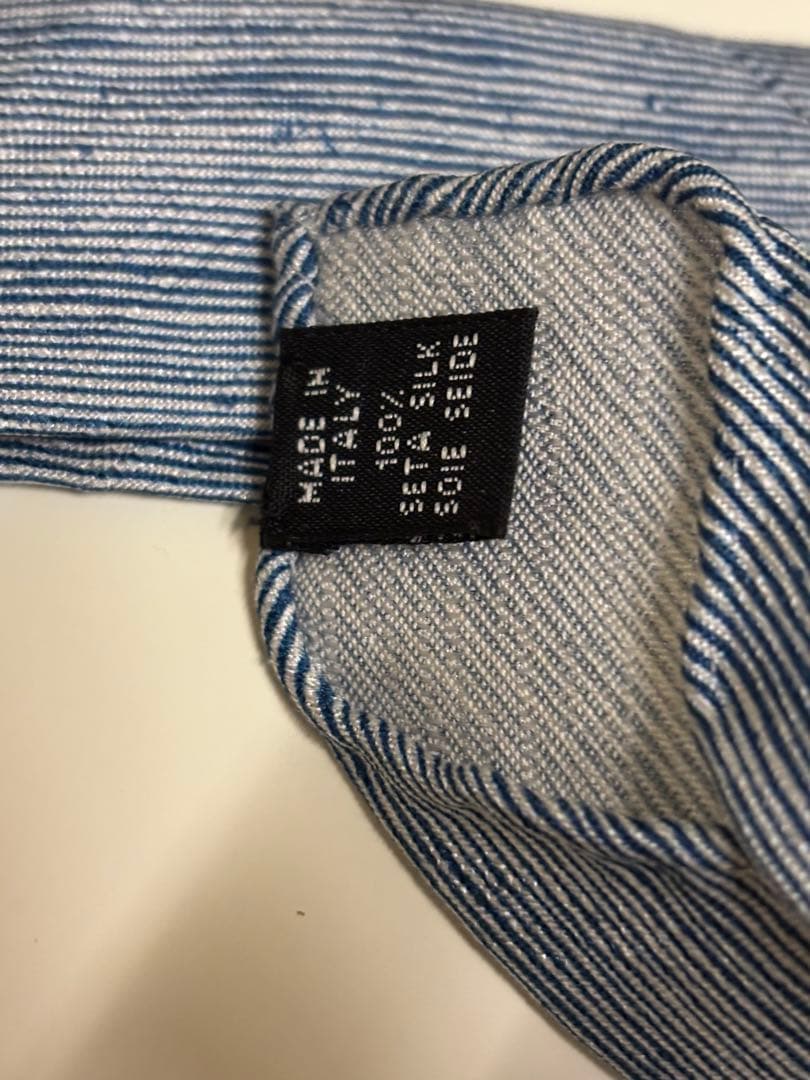 MADE IN
ITALY
100%
SETA SILK
SOIE SEIDE